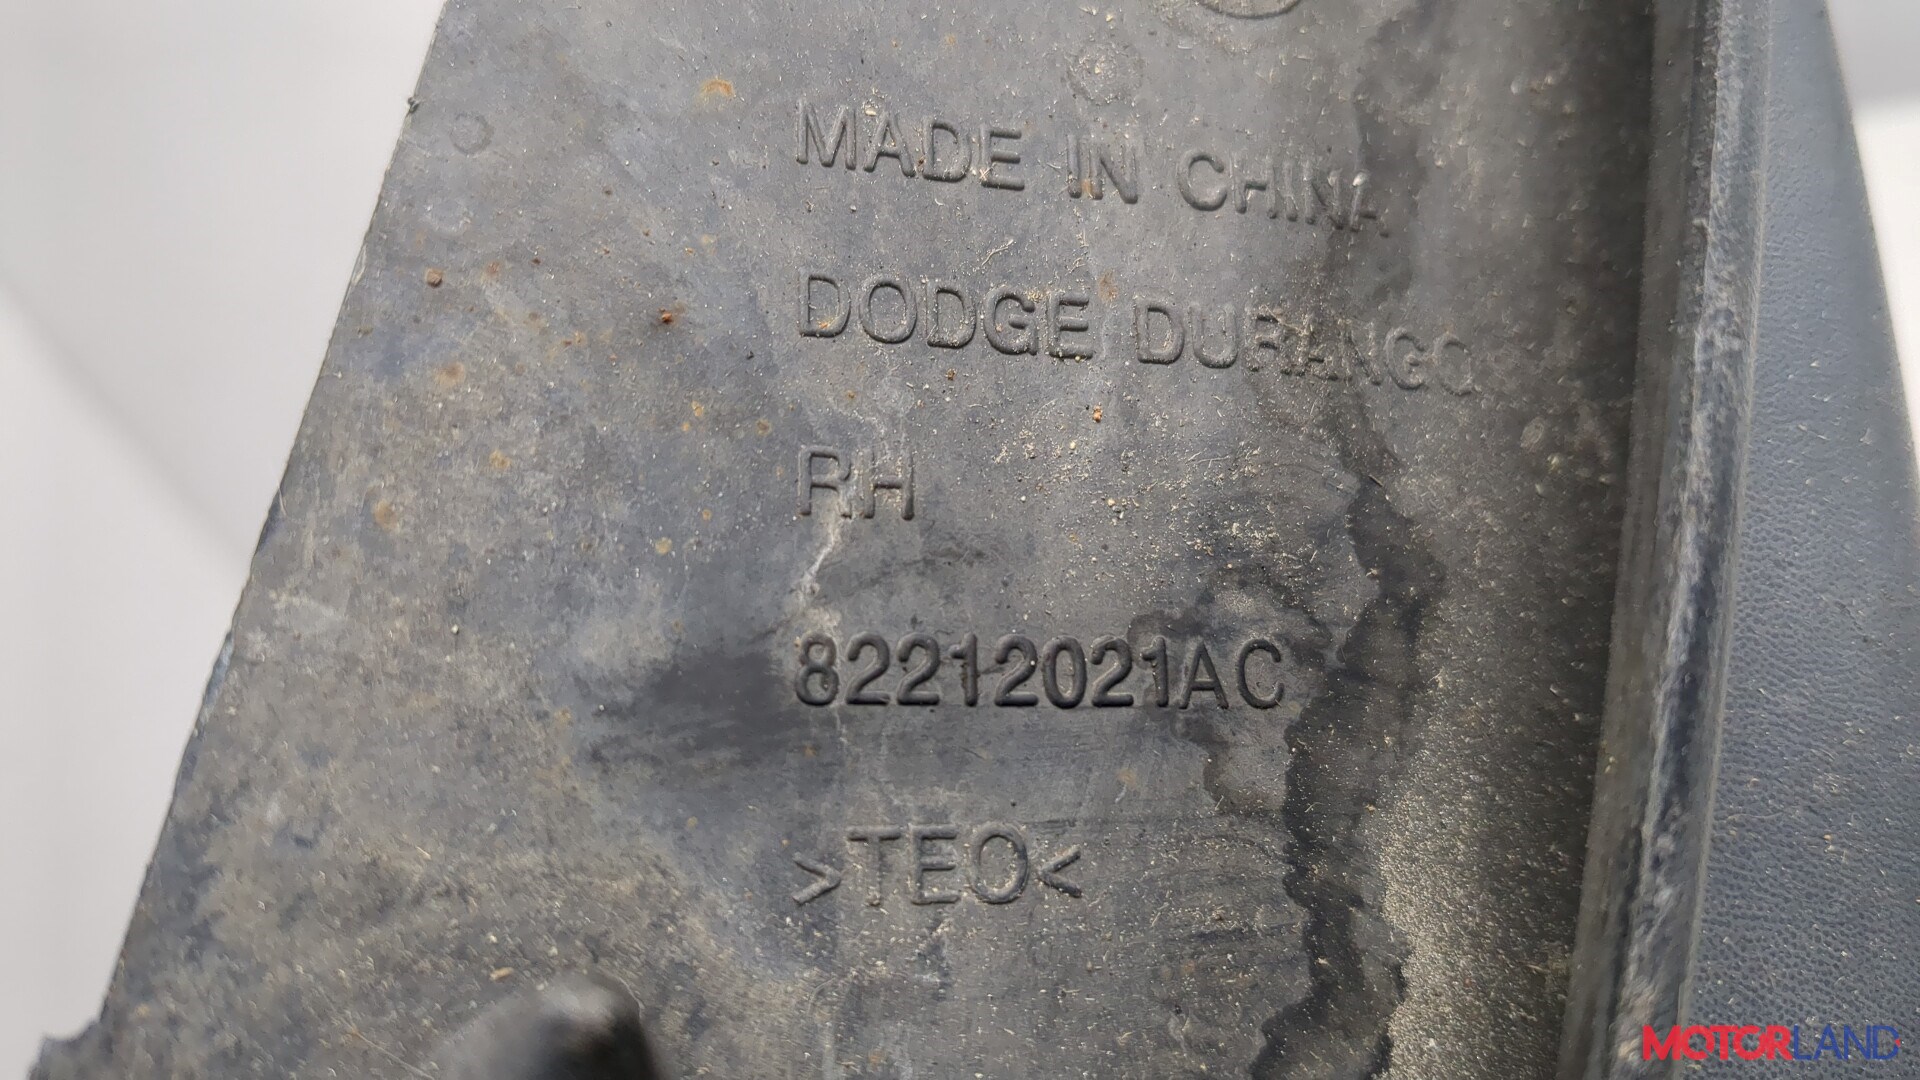 MADE IN CHINA
DODGE DURANGO
RH
82212021AC
>TEO<
MOTORLAND